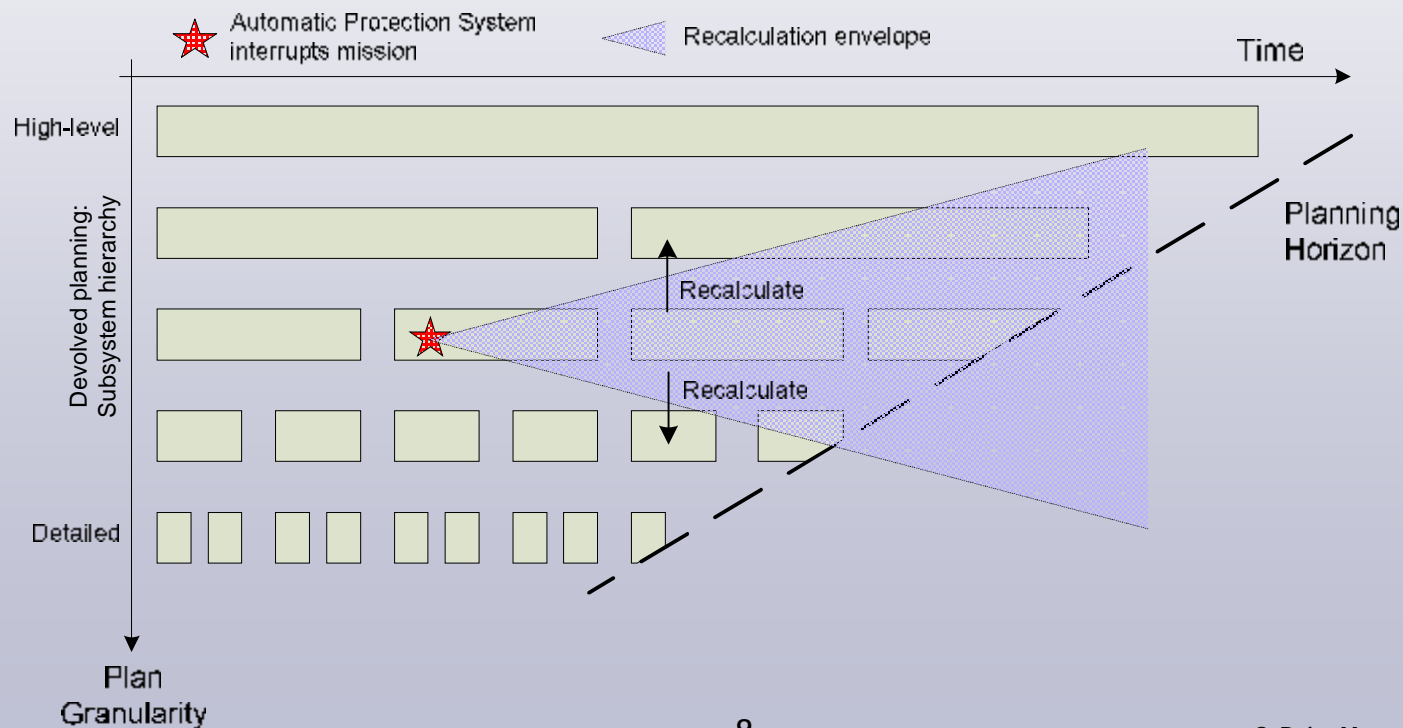 Automatic Protection System
interrupts mission
Recalculation envelope
Time
High-level
Devolved planning:
Subsystem hierarchy
Planning
Horizon
Recalculate
Recalculate
Detailed
Plan
Granularity